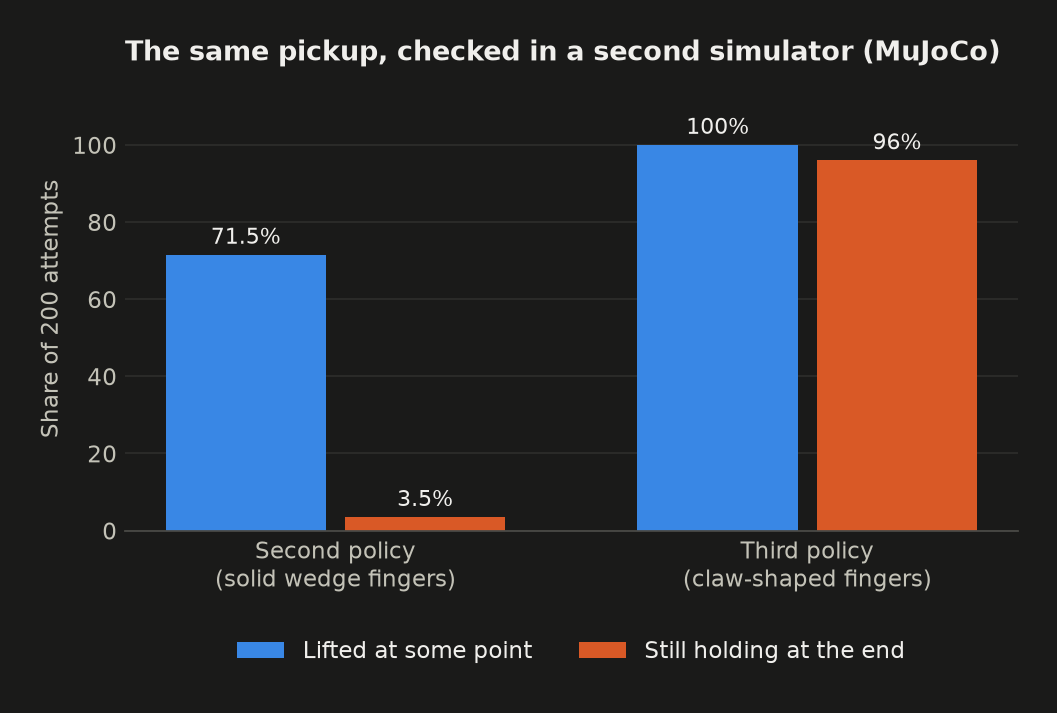 The same pickup, checked in a second simulator (MuJoCo)
Share of 200 attempts
100
80
60
40
20
0
71.5%
3.5%
100%
96%
Second policy
(solid wedge fingers)
Third policy
(claw-shaped fingers)
Lifted at some point
Still holding at the end